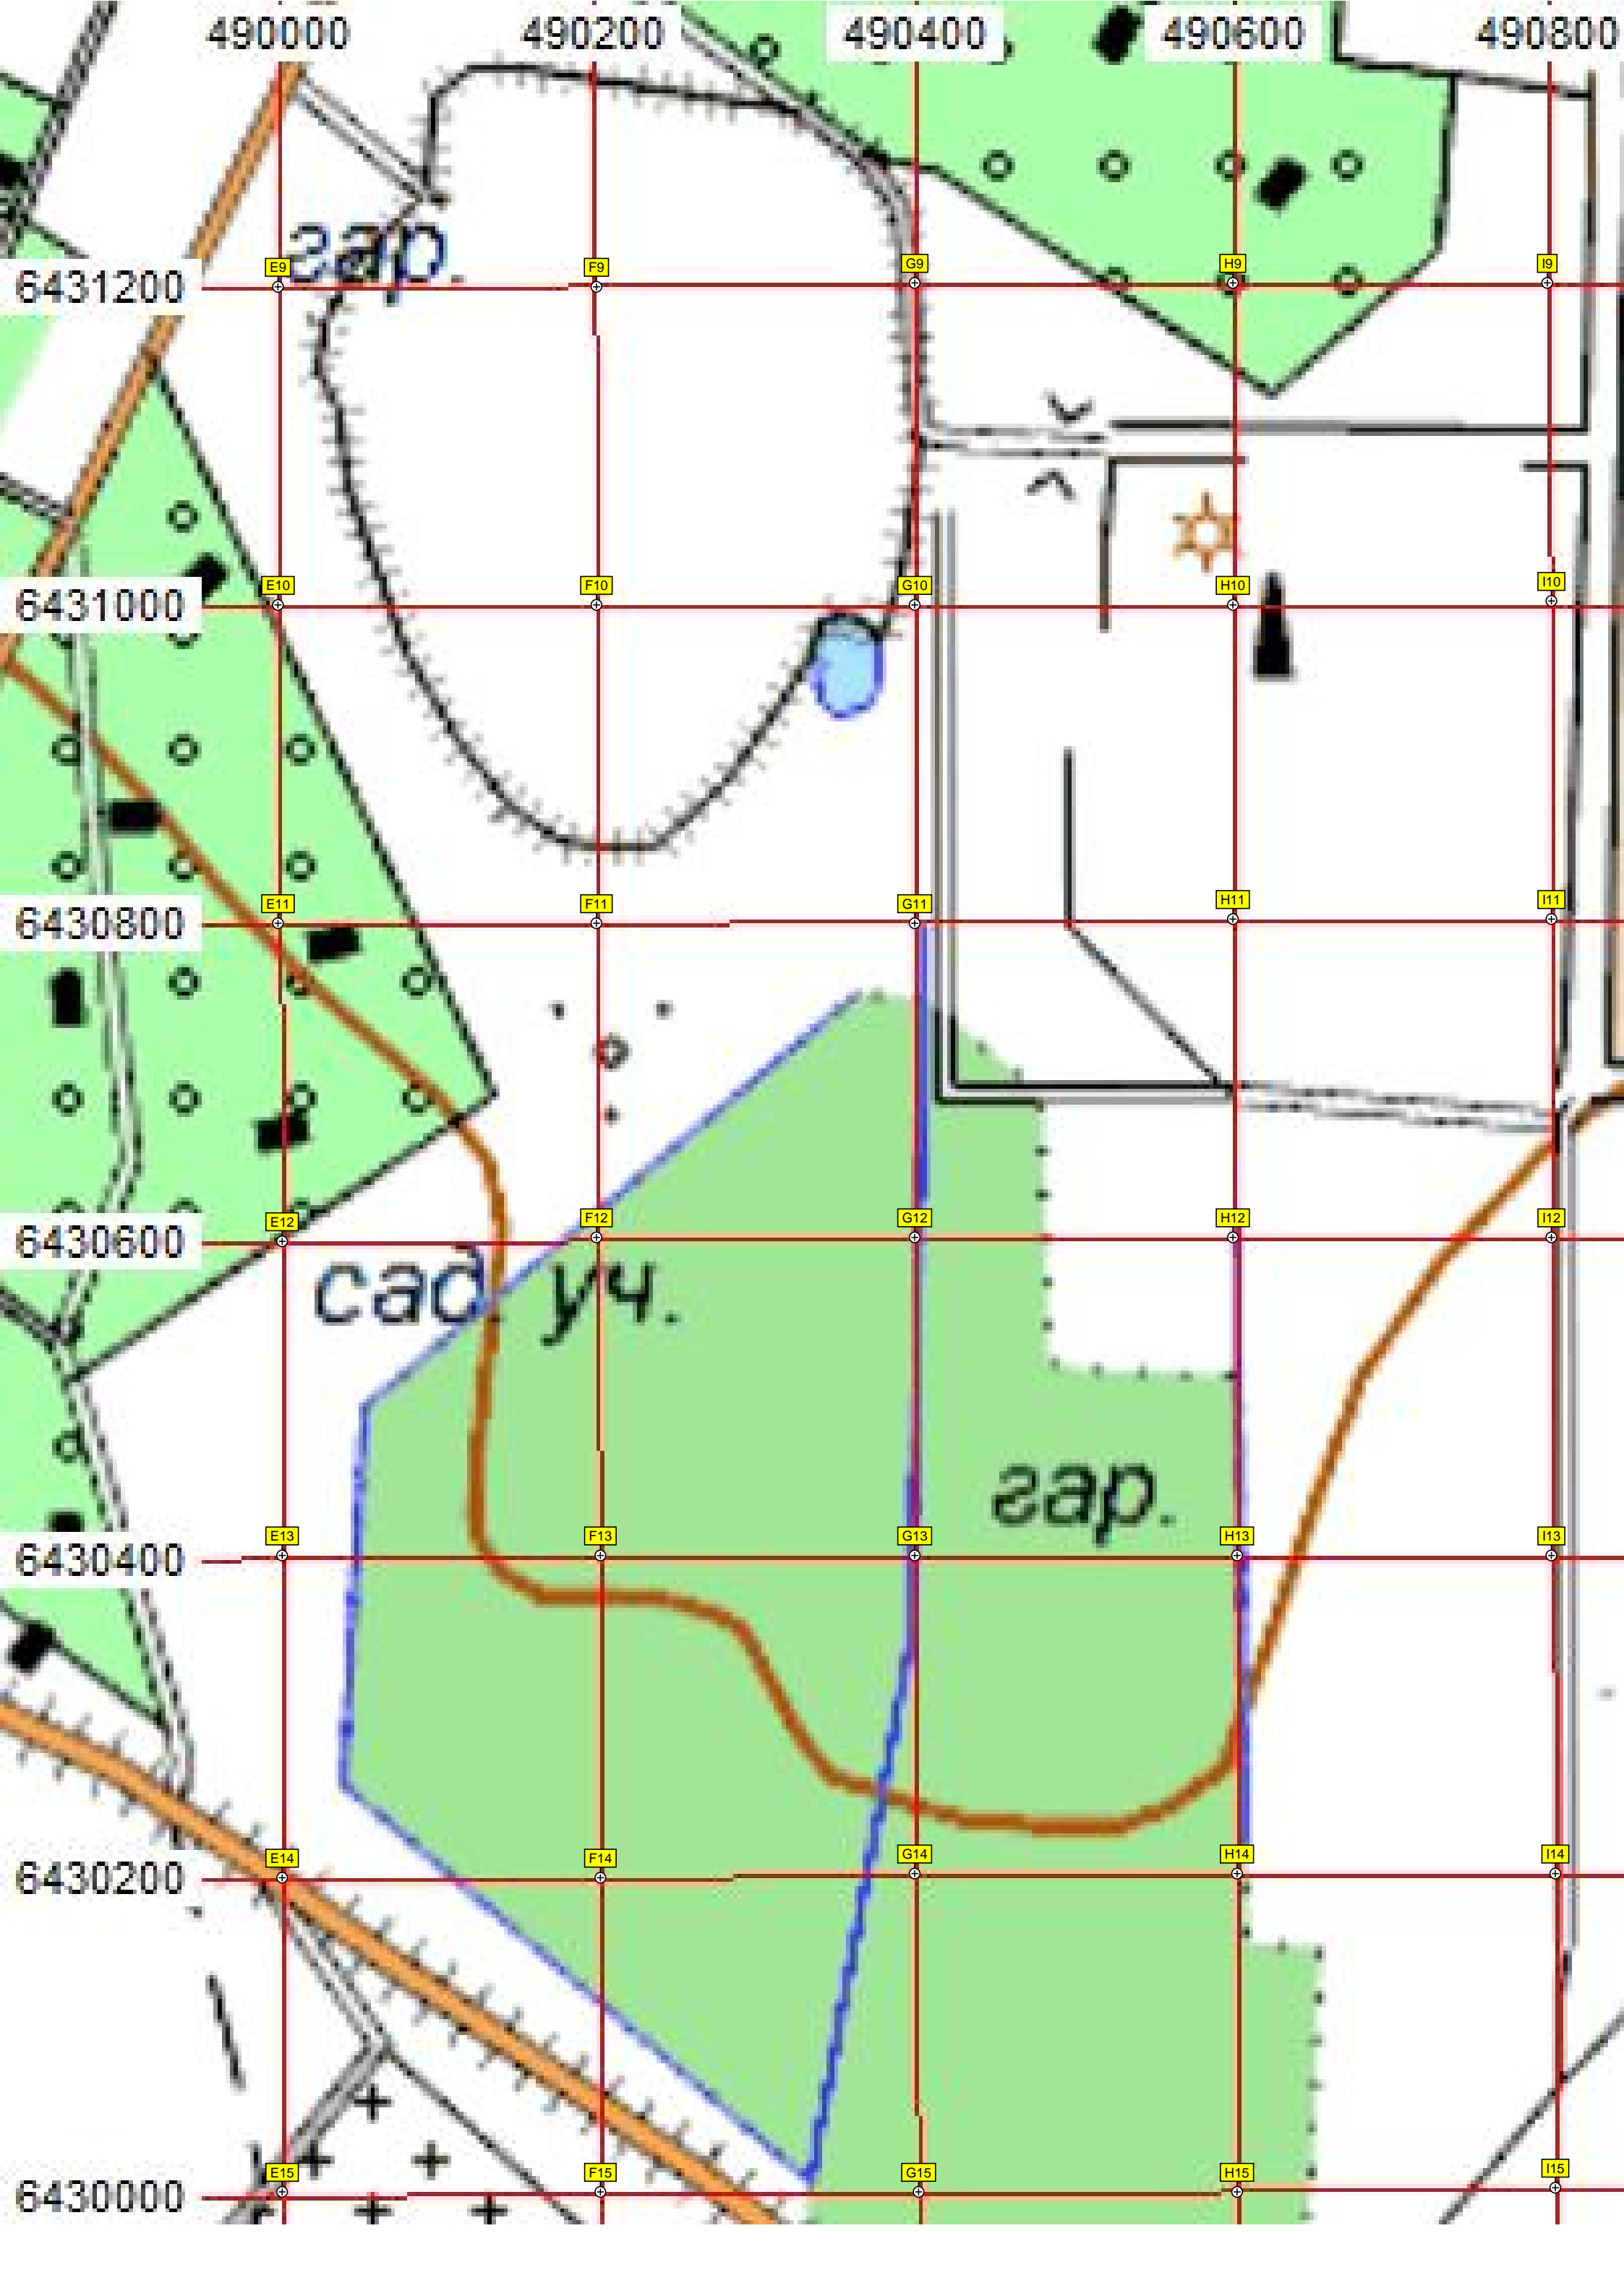 490000 490200 490400 490600 490800
гар.
E9 F9 G9 H9 I9
6431200
E10 F10 G10 H10 I10
6431000
E11 F11 G11 H11 I11
6430800
E12 F12 G12 H12 I12
6430600
сад. уч.
гар.
E13 F13 G13 H13 I13
6430400
E14 F14 G14 H14 I14
6430200
E15 F15 G15 H15 I15
6430000